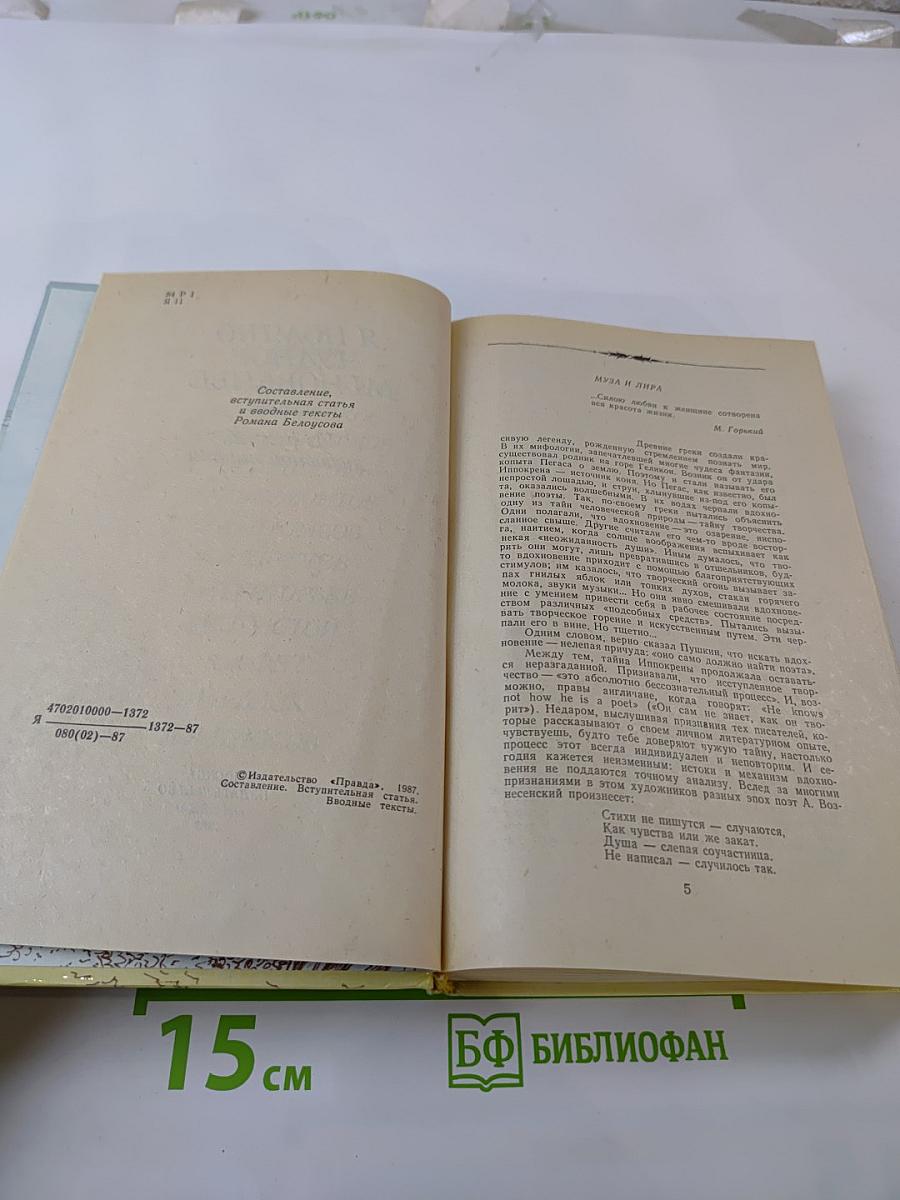 84 Р 1
Я 11
Составление,
вступительная статья
и вводные тексты
Романа Белоусова
4702010000—1372
Я
1372—87
080(02)—87
©Издательство «Правда». 1987.
Составление. Вступительная статья.
Вводные тексты.
МУЗА И ЛИРА
...Силою любви к женщине сотворена
вся красота жизни.
М. Горький
Древние греки создали кра-
сивую легенду, рожденную стремлением познать мир.
В их мифологии, запечатлевшей многие чудеса фантазии,
существовал родник на горе Геликон. Возник он от удара
копыта Пегаса о землю. Поэтому и стали называть его
Иппокрена — источник коня. Но Пегас, как известно, был
непростой лошадью, и струи, хлынувшие из-под его копы-
та, оказались волшебными. В их водах черпали вдохно-
вение поэты. Так, по-своему греки пытались объяснить
одну из тайн человеческой природы — тайну творчества.
Одни полагали, что вдохновение — это озарение, ниспо-
сланное свыше. Другие считали его чем-то вроде востор-
га, наитием, когда солнце воображения вспыхивает как
некая «неожиданность души». Иным думалось, что тво-
рить они могут, лишь превратившись в отшельников, буд-
то вдохновение приходит с помощью благоприятствующих
стимулов; им казалось, что творческий огонь вызывает за-
пах гнилых яблок или тонких духов, стакан горячего
молока, звуки музыки... Но они явно смешивали вдохнове-
ние с умением привести себя в рабочее состояние посред-
ством различных «подсобных средств». Пытались вызы-
вать творческое горение и искусственным путем. Эти чер-
пали его в вине. Но тщетно...
Одним словом, верно сказал Пушкин, что искать вдох-
новение — нелепая причуда: «оно само должно найти поэта».
Между тем, тайна Иппокрены продолжала оставать-
ся неразгаданной. Признавали, что исступленное твор-
чество — «это абсолютно бессознательный процесс». И, воз-
можно, правы англичане, когда говорят: «He knows
not how he is a poet» («Он сам не знает, как он тво-
рит»). Недаром, выслушивая признания тех писателей, ко-
торые рассказывают о своем личном литературном опыте,
чувствуешь, будто тебе доверяют чужую тайну, настолько
процесс этот всегда индивидуален и неповторим. И се-
годня кажется неизменным: истоки и механизм вдохно-
вения не поддаются точному анализу. Вслед за многими
признаниями в этом художников разных эпох поэт А. Воз-
несенский произнесет:
Стихи не пишутся — случаются,
Как чувства или же закат.
Душа — слепая соучастница.
Не написал — случилось так.
5
15 см
БФ БИБЛИОФАН